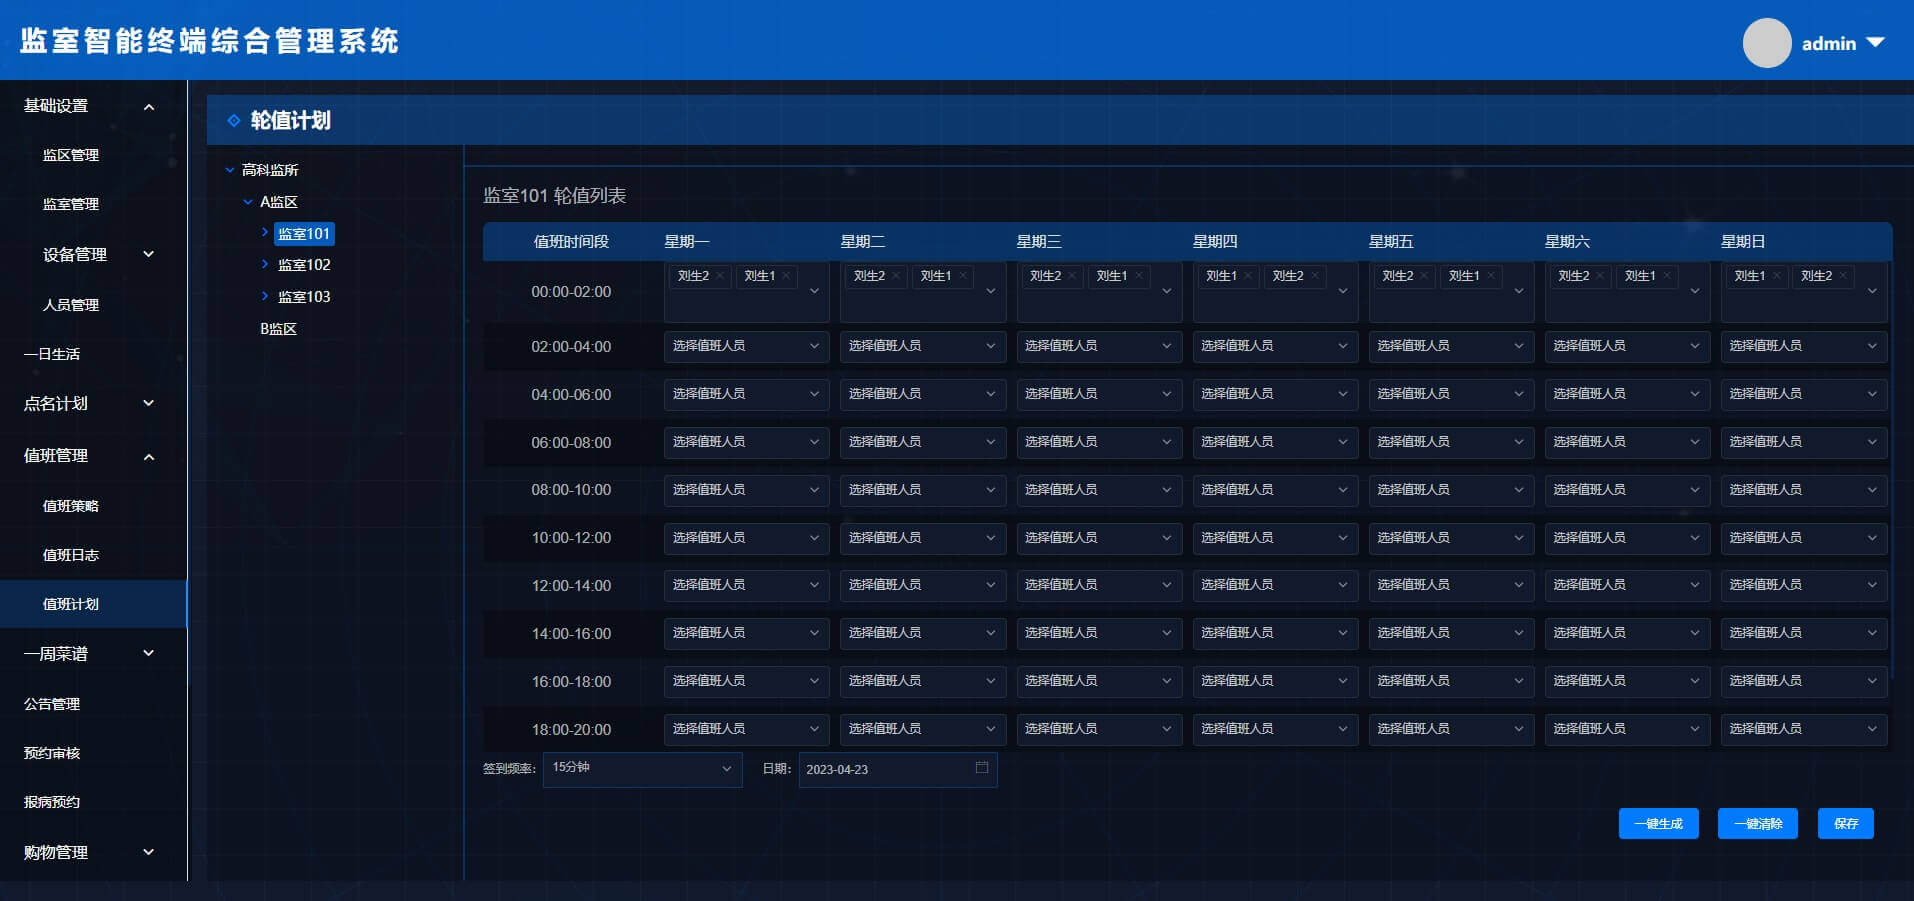 监室智能终端综合管理系统
admin
基础设置
监区管理
监室管理
设备管理
人员管理
一日生活
点名计划
值班管理
值班策略
值班日志
值班计划
一周菜谱
公告管理
预约审核
报病预约
购物管理
轮值计划
高科监所
A监区
监室101
监室102
监室103
B监区
监室101 轮值列表
值班时间段 星期一 星期二 星期三 星期四 星期五 星期六 星期日
00:00-02:00 刘生2 刘生1 刘生2 刘生1 刘生2 刘生1 刘生1 刘生2 刘生2 刘生1 刘生2 刘生1 刘生1 刘生2
02:00-04:00 选择值班人员 选择值班人员 选择值班人员 选择值班人员 选择值班人员 选择值班人员 选择值班人员
04:00-06:00 选择值班人员 选择值班人员 选择值班人员 选择值班人员 选择值班人员 选择值班人员 选择值班人员
06:00-08:00 选择值班人员 选择值班人员 选择值班人员 选择值班人员 选择值班人员 选择值班人员 选择值班人员
08:00-10:00 选择值班人员 选择值班人员 选择值班人员 选择值班人员 选择值班人员 选择值班人员 选择值班人员
10:00-12:00 选择值班人员 选择值班人员 选择值班人员 选择值班人员 选择值班人员 选择值班人员 选择值班人员
12:00-14:00 选择值班人员 选择值班人员 选择值班人员 选择值班人员 选择值班人员 选择值班人员 选择值班人员
14:00-16:00 选择值班人员 选择值班人员 选择值班人员 选择值班人员 选择值班人员 选择值班人员 选择值班人员
16:00-18:00 选择值班人员 选择值班人员 选择值班人员 选择值班人员 选择值班人员 选择值班人员 选择值班人员
18:00-20:00 选择值班人员 选择值班人员 选择值班人员 选择值班人员 选择值班人员 选择值班人员 选择值班人员
签到频率: 15分钟 日期: 2023-04-23
一键生成 一键清除 保存